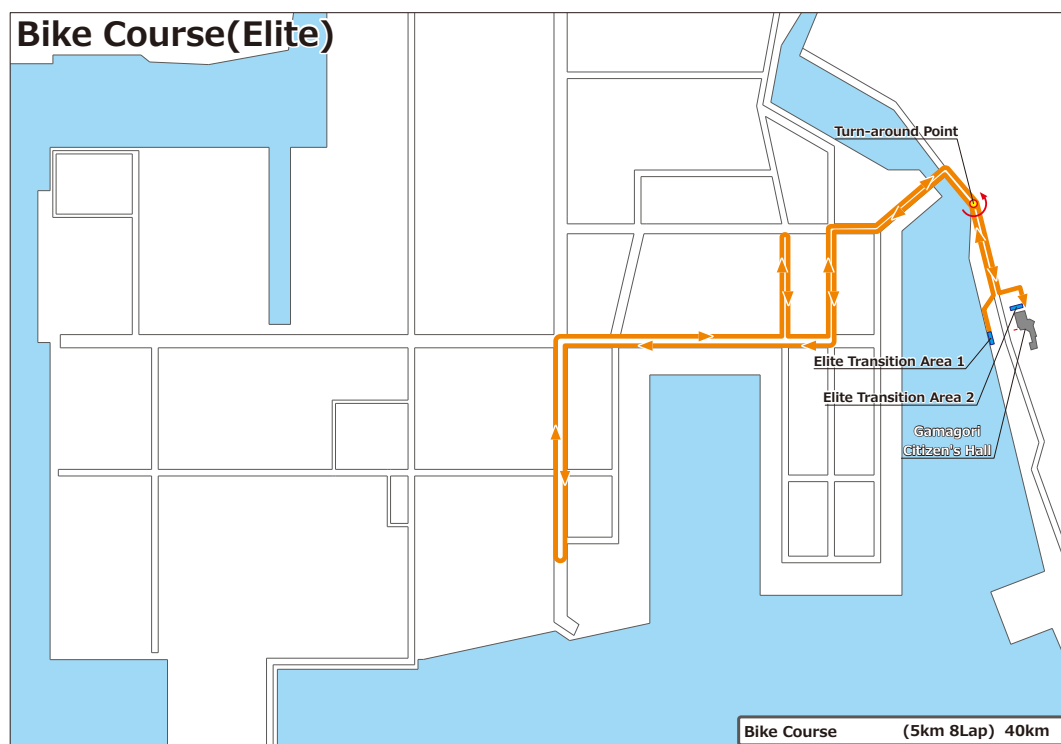 Bike Course(Elite)
Turn-around Point
Elite Transition Area 1
Elite Transition Area 2
Gamagori
Citizen's Hall
Bike Course (5km 8Lap) 40km